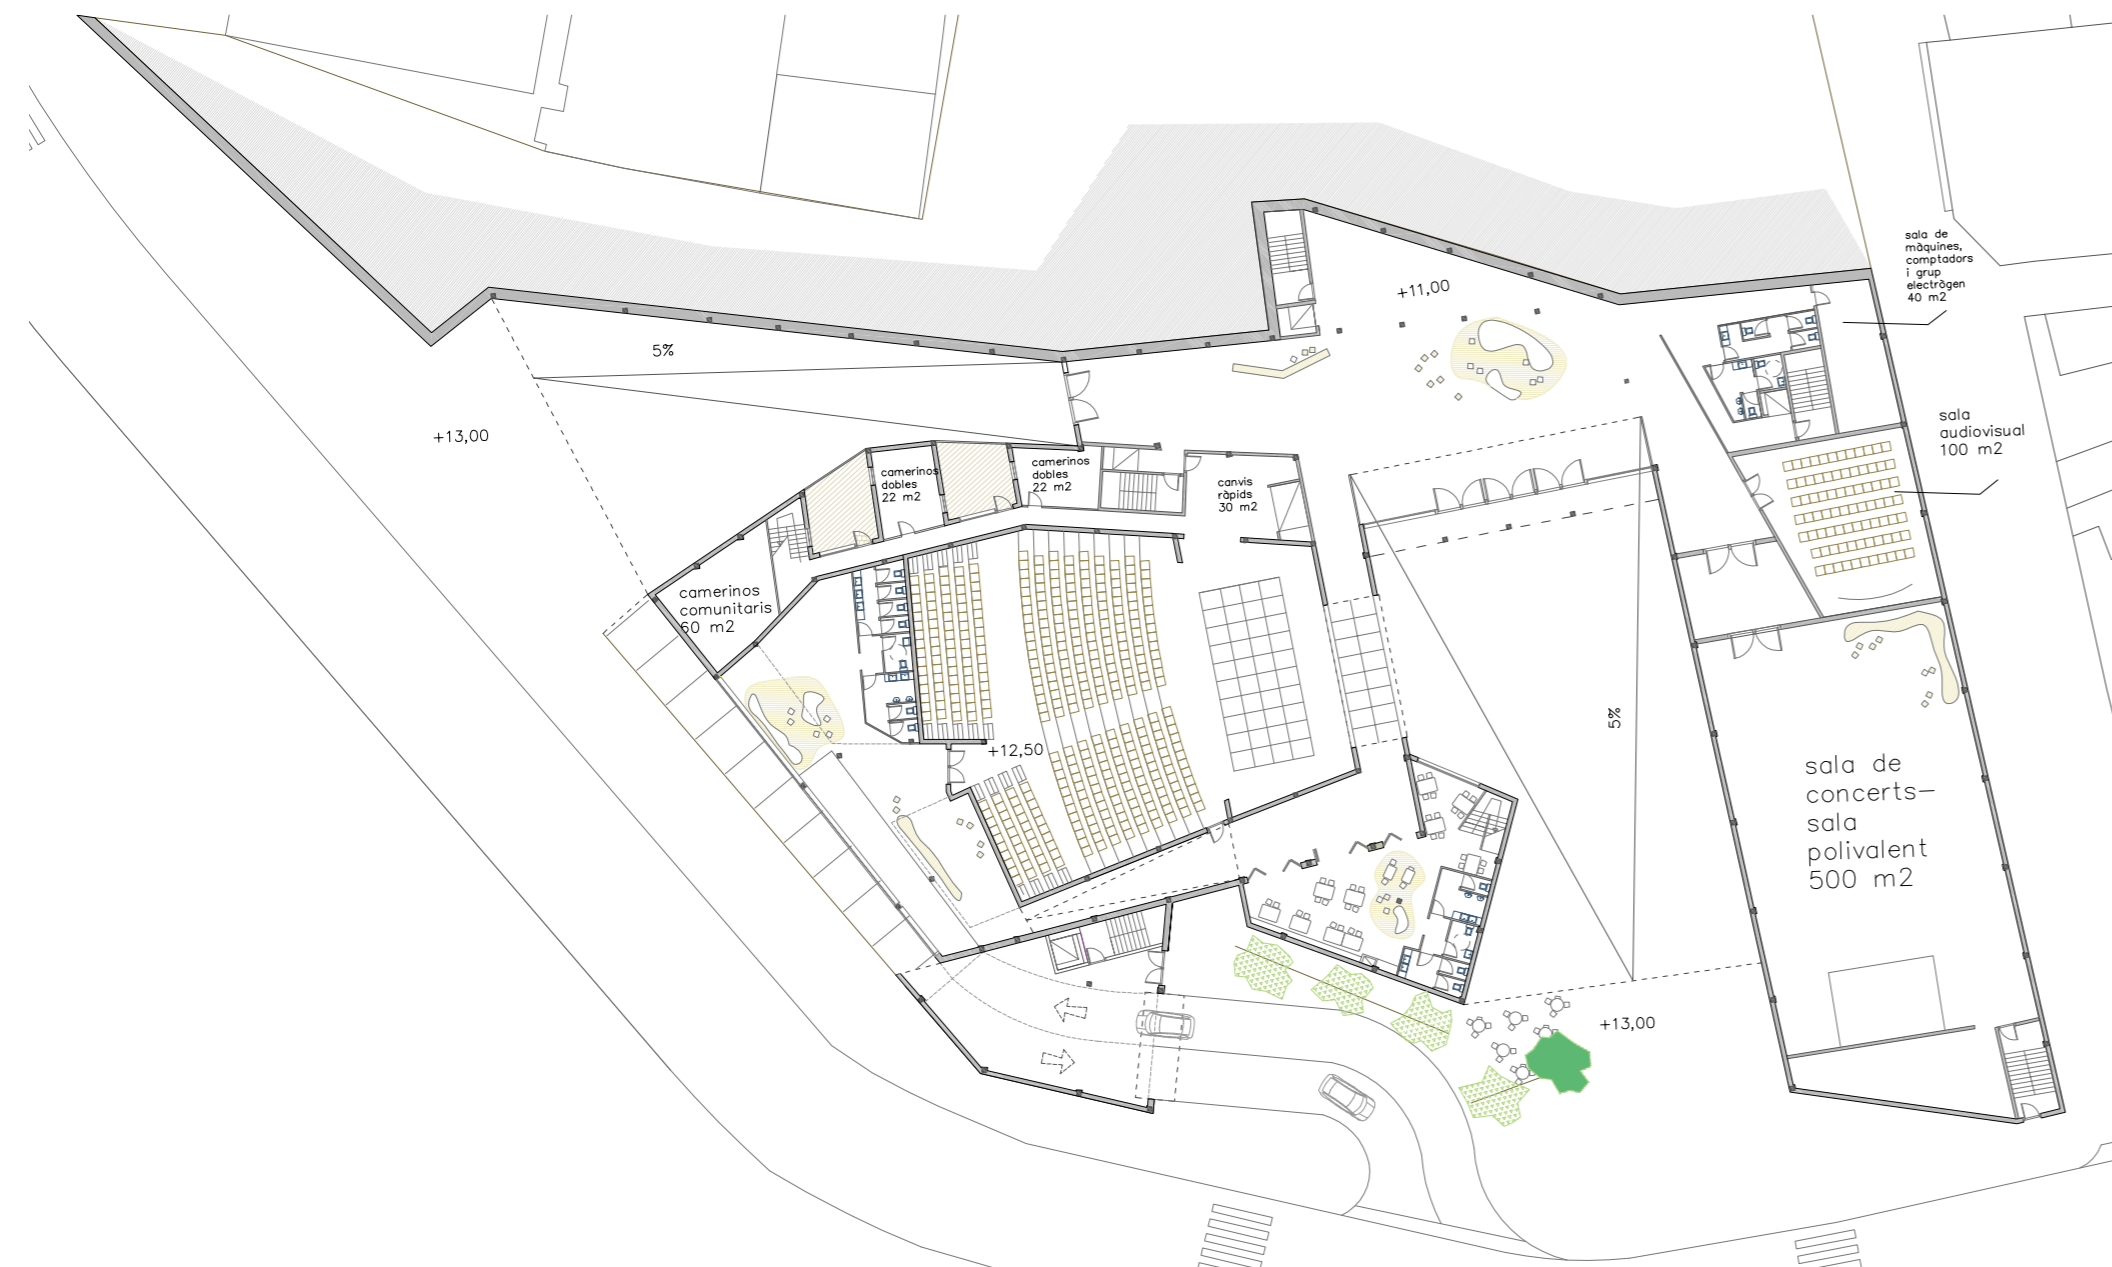 sala de
màquines,
comptadors
i grup
electrògen
40 m2
+11,00
5%
+13,00
sala
audiovisual
100 m2
camerinos
dobles
22 m2
camerinos
dobles
22 m2
canvis
ràpids
30 m2
camerinos
comunitaris
60 m2
+12,50
5%
sala de
concerts–
sala
polivalent
500 m2
+13,00